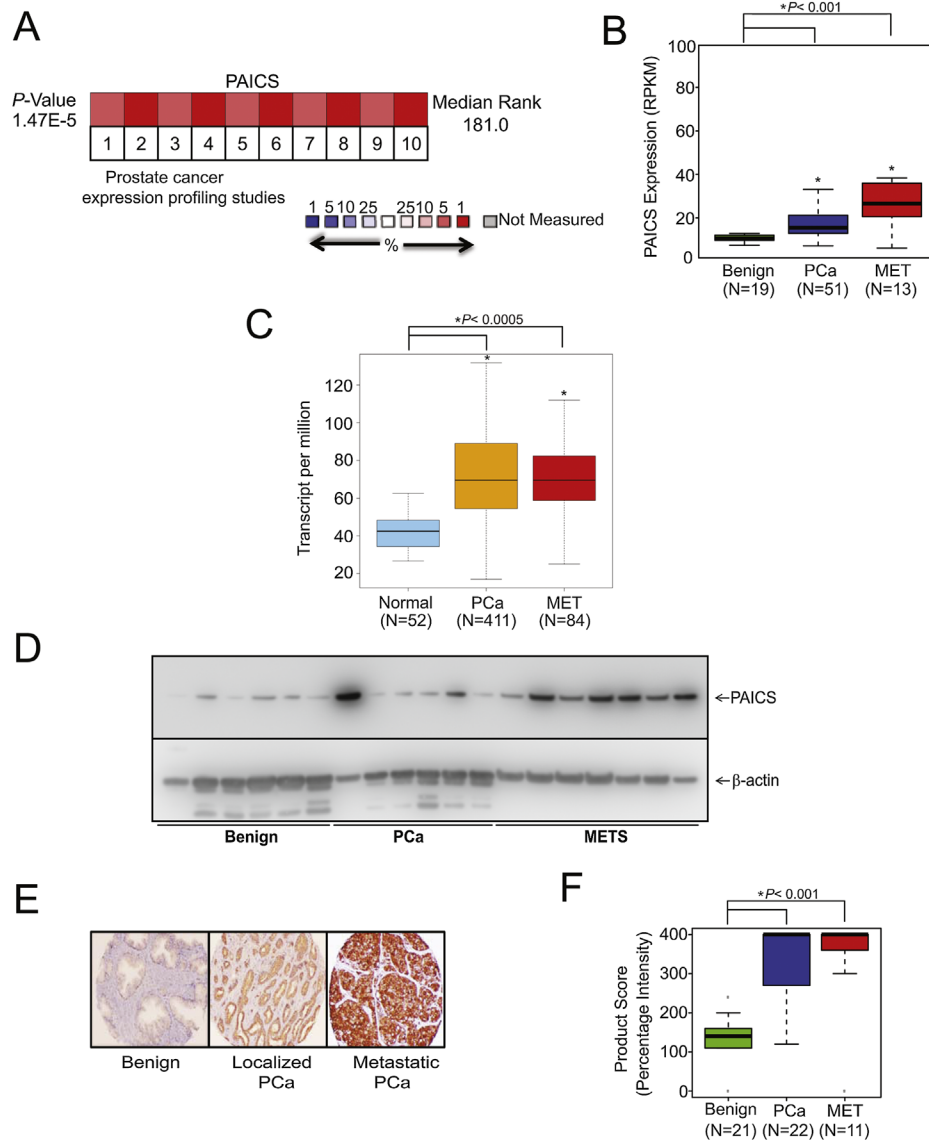 A
PAICS
P-Value
1.47E-5
Median Rank
181.0
1 2 3 4 5 6 7 8 9 10
Prostate cancer
expression profiling studies
1 5 10 25 25 10 5 1
Not Measured
%
B
*P< 0.001
PAICS Expression (RPKM)
100
80
60
40
20
0
*
*
Benign PCa MET
(N=19) (N=51) (N=13)
C
*P< 0.0005
Transcript per million
120
100
80
60
40
20
*
*
Normal PCa MET
(N=52) (N=411) (N=84)
D
←PAICS
←β-actin
Benign PCa METS
E
Benign Localized Metastatic
PCa PCa
F
*P< 0.001
Product Score
(Percentage Intensity)
400
300
200
100
0
Benign PCa MET
(N=21) (N=22) (N=11)